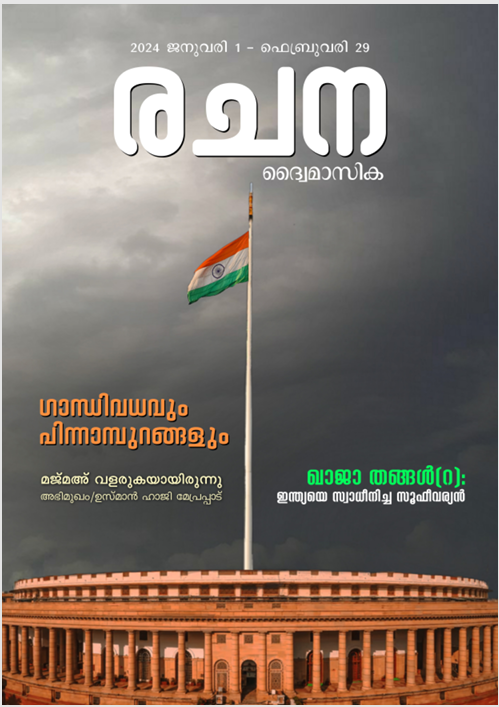 2024 ജനുവരി 1 – ഫെബ്രുവരി 29
രചന
ദ്വൈമാസിക
ഗാന്ധിവധവും
പിന്നാമ്പുറങ്ങളും
മജ്മഅ് വളരുകയായിരുന്നു
അഭിമുഖം/ഉസ്മാൻ ഹാജി മേപ്രപ്പാട്
ഖാജാ തങ്ങൾ(റ):
ഇന്ത്യയെ സ്വാധീനിച്ച സൂഫീവര്യൻ